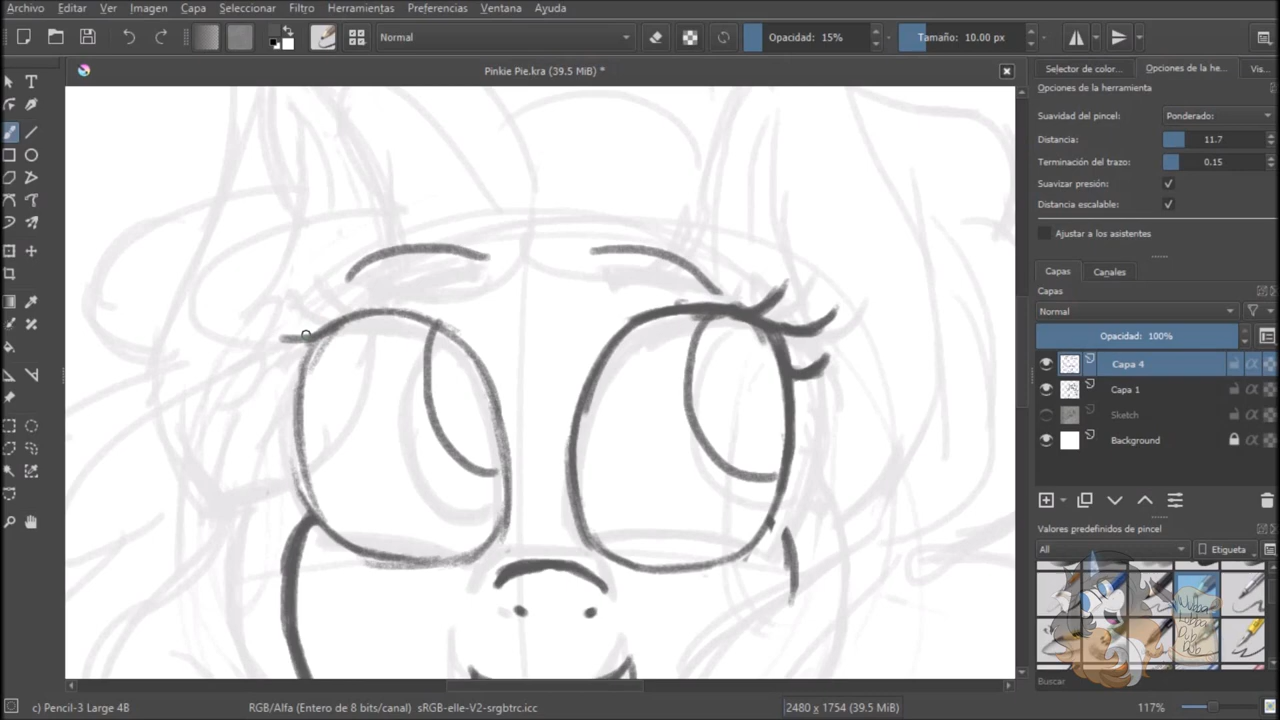 Archivo Editar Ver Imagen Capa Seleccionar Filtro Herramientas Preferencias Ventana Ayuda
Normal Opacidad: 15% Tamaño: 10.00 px
Pinkie Pie.kra (39.5 MiB) *
Selector de color... Opciones de la he... Vis...
Opciones de la herramienta
Suavidad del pincel: Ponderado:
Distancia: 11.7
Terminación del trazo: 0.15
Suavizar presión:
Distancia escalable:
Ajustar a los asistentes
Capas Canales
Capas
Normal
Opacidad: 100%
Capa 4
Capa 1
Sketch
Background
Valores predefinidos de pincel
All Etiqueta
Wubba
Lubba
Dub
Dub
Buscar
c) Pencil-3 Large 4B RGB/Alfa (Entero de 8 bits/canal) sRGB-elle-V2-srgbtrc.icc 2480 x 1754 (39.5 MiB) 117%